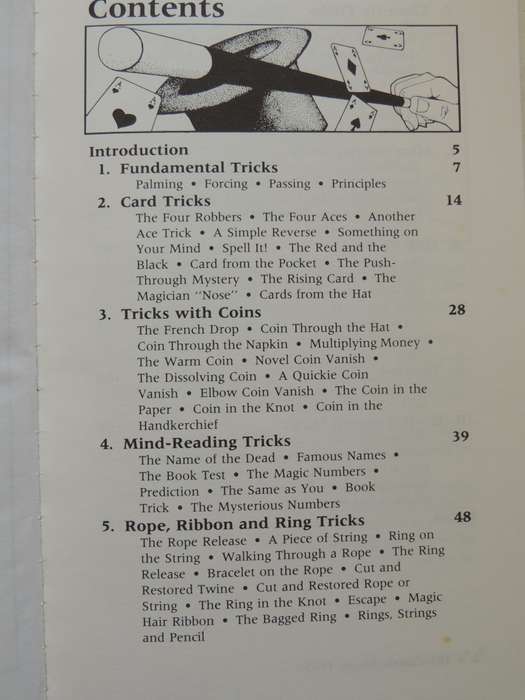 Contents
Introduction 5
1. Fundamental Tricks 7
Palming • Forcing • Passing • Principles
2. Card Tricks 14
The Four Robbers • The Four Aces • Another
Ace Trick • A Simple Reverse • Something on
Your Mind • Spell It! • The Red and the
Black • Card from the Pocket • The Push-
Through Mystery • The Rising Card • The
Magician "Nose" • Cards from the Hat
3. Tricks with Coins 28
The French Drop • Coin Through the Hat •
Coin Through the Napkin • Multiplying Money •
The Warm Coin • Novel Coin Vanish •
The Dissolving Coin • A Quickie Coin
Vanish • Elbow Coin Vanish • The Coin in the
Paper • Coin in the Knot • Coin in the
Handkerchief
4. Mind-Reading Tricks 39
The Name of the Dead • Famous Names •
The Book Test • The Magic Numbers •
Prediction • The Same as You • Book
Trick • The Mysterious Numbers
5. Rope, Ribbon and Ring Tricks 48
The Rope Release • A Piece of String • Ring on
the String • Walking Through a Rope • The Ring
Release • Bracelet on the Rope • Cut and
Restored Twine • Cut and Restored Rope or
String • The Ring in the Knot • Escape • Magic
Hair Ribbon • The Bagged Ring • Rings, Strings
and Pencil